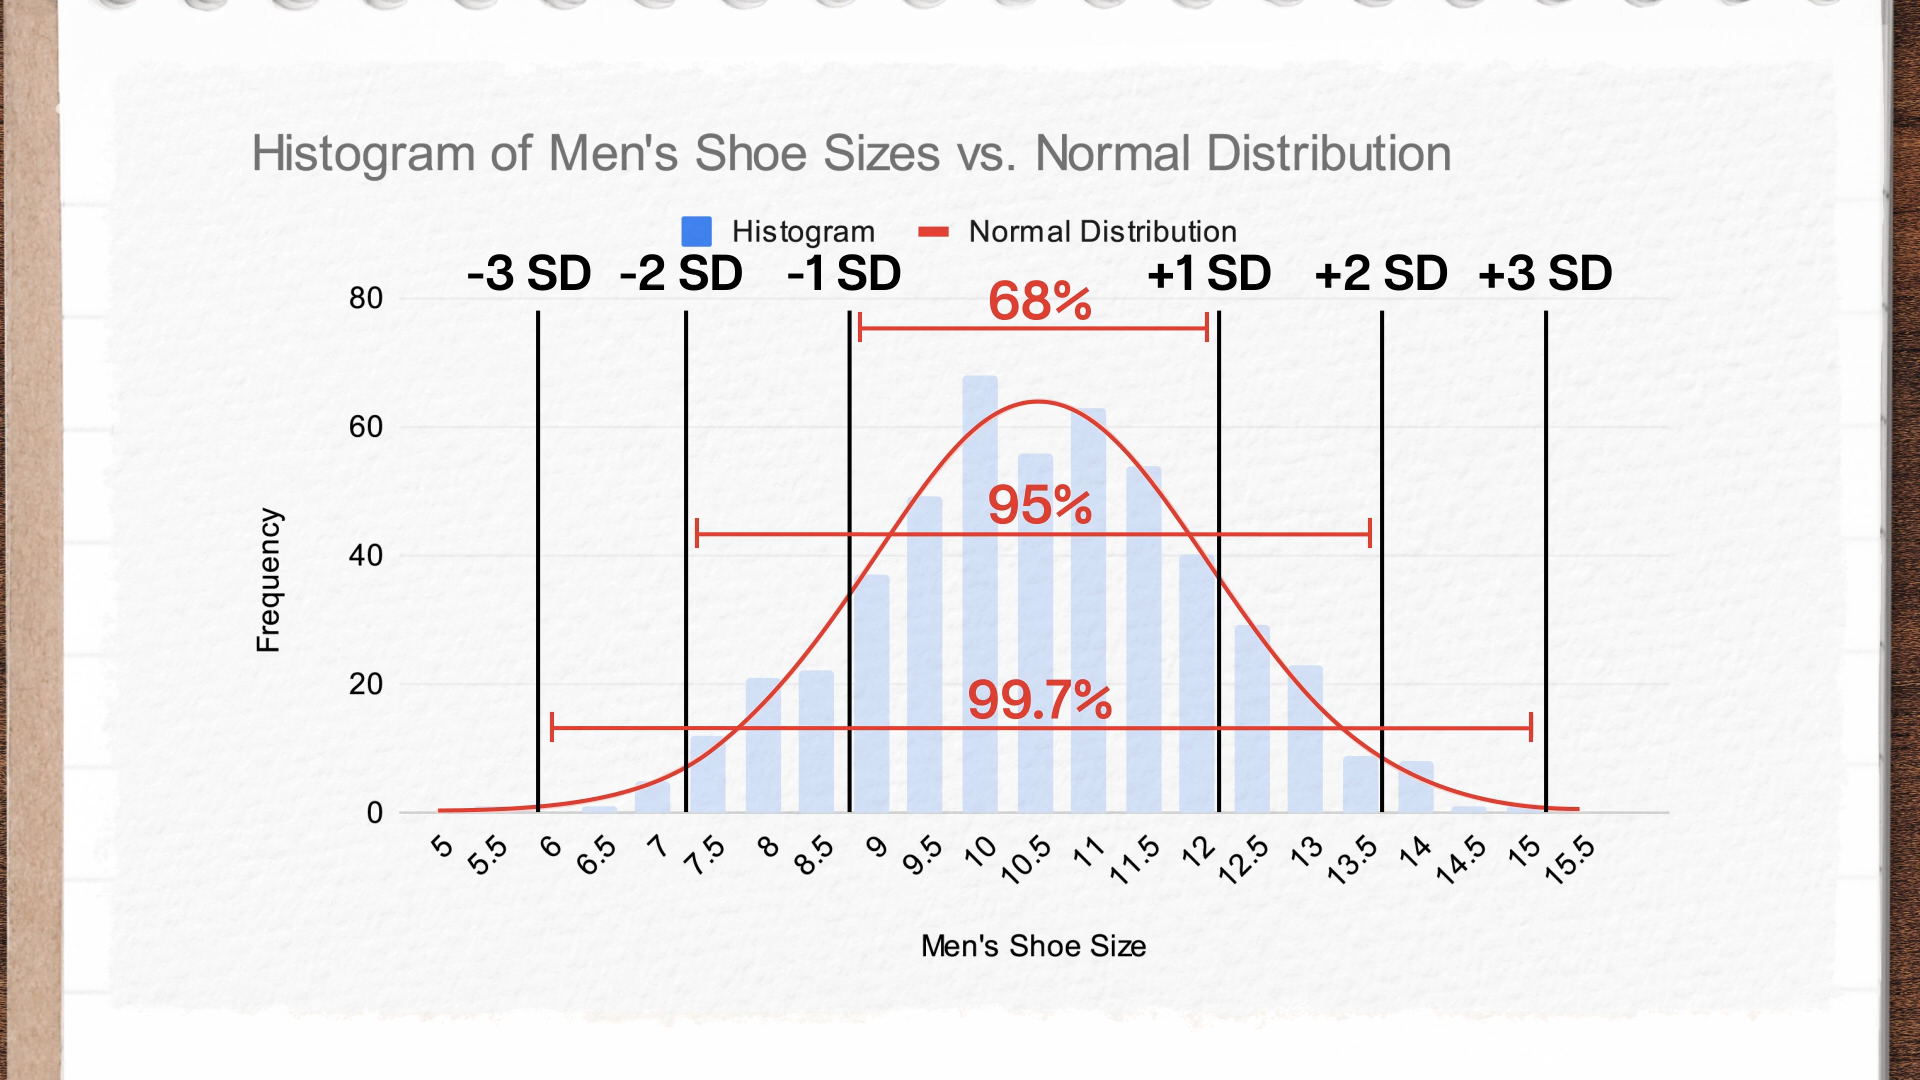 Histogram of Men's Shoe Sizes vs. Normal Distribution
Histogram Normal Distribution
-3 SD -2 SD -1 SD +1 SD +2 SD +3 SD
68%
95%
99.7%
80
60
40
20
0
Frequency
5 5.5 6 6.5 7 7.5 8 8.5 9 9.5 10 10.5 11 11.5 12 12.5 13 13.5 14 14.5 15 15.5
Men's Shoe Size